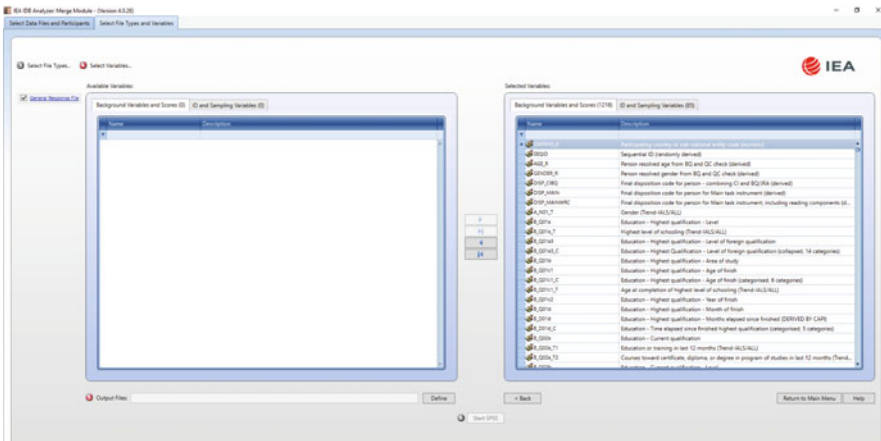 IEA IDB Analyzer: Merge Module - (Version 4.0.26)
Select Data Files and Participants Select File Types and Variables
Select File Types... Select Variables...
IEA
General Response File
Available Variables:
Background Variables and Scores (0) ID and Sampling Variables (0)
Name Description
Selected Variables:
Background Variables and Scores (1218) ID and Sampling Variables (85)
Name Description
Participating country or sub-national entity code (numeric)
SEQID Sequential ID (randomly derived)
AGE_R Person resolved age from BQ and QC check (derived)
GENDER_R Person resolved gender from BQ and QC check (derived)
DISP_CIBQ Final disposition code for person - combining CI and BQ/JRA (derived)
DISP_MAIN Final disposition code for person for Main task instrument (derived)
DISP_MAINWRC Final disposition code for person for Main task instrument, including reading components (d...
A_N01_T Gender (Trend-IALS/ALL)
B_Q01a Education - Highest qualification - Level
B_Q01a_T Highest level of schooling (Trend-IALS/ALL)
B_Q01a3 Education - Highest qualification - Level of foreign qualification
B_Q01a3_C Education - Highest Qualification - Level of foreign qualification (collapsed, 14 categories)
B_Q01b Education - Highest qualification - Area of study
B_Q01c1 Education - Highest qualification - Age of finish
B_Q01c1_C Education - Highest qualification - Age of finish (categorised, 6 categories)
B_Q01c1_T Age at completion of highest level of schooling (Trend-IALS/ALL)
B_Q01c2 Education - Highest qualification - Year of finish
B_Q01d Education - Highest qualification - Month of finish
B_D01d Education - Highest qualification - Months elapsed since finished (DERIVED BY CAPI)
B_D01d_C Education - Time elapsed since finished highest qualification (categorised, 5 categories)
B_Q02a Education - Current qualification
B_Q02a_T1 Education or training in last 12 months (Trend-IALS/ALL)
B_Q02a_T2 Courses toward certificate, diploma, or degree in program of studies in last 12 months (Trend...
B_Q02b Education - Current qualification - Level
Output Files: Define
< Back Return to Main Menu Help
Start SPSS